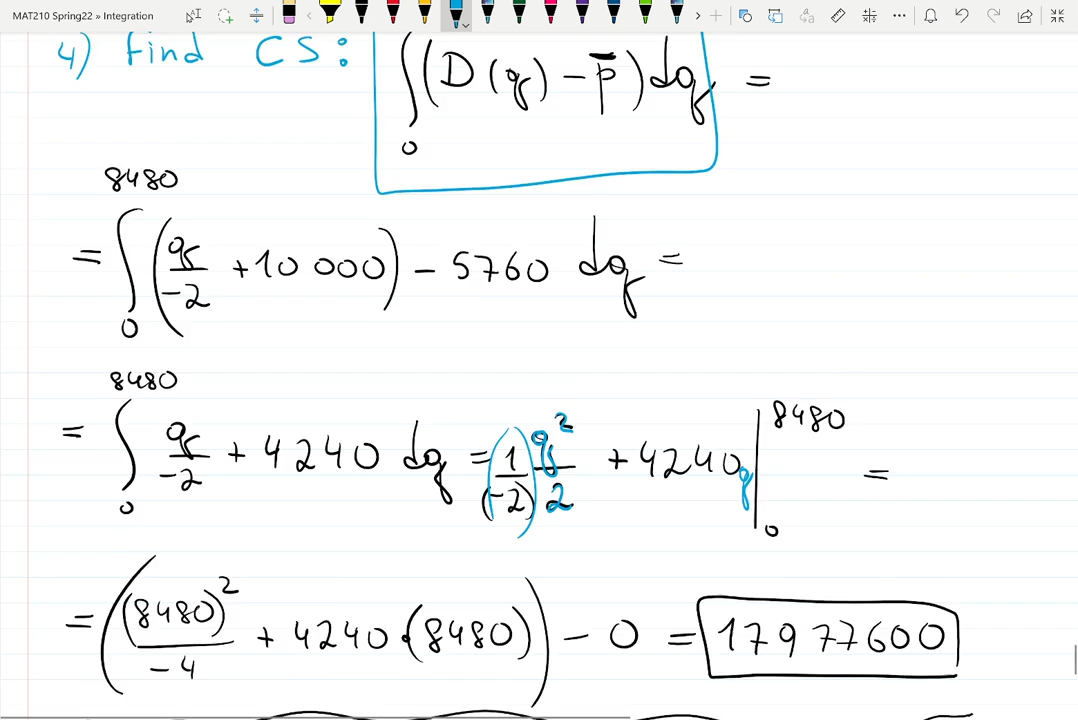 MAT210 Spring22 » Integration
4) Find CS: ∫₀ (D(q) − p̄) dq =
= ∫₀^8480 (q/−2 + 10 000) − 5760 dq =
= ∫₀^8480 q/−2 + 4240 dq = (1/(−2)) q²/2 + 4240q |₀^8480 =
= ((8480)²/−4 + 4240·(8480)) − 0 = 17977600